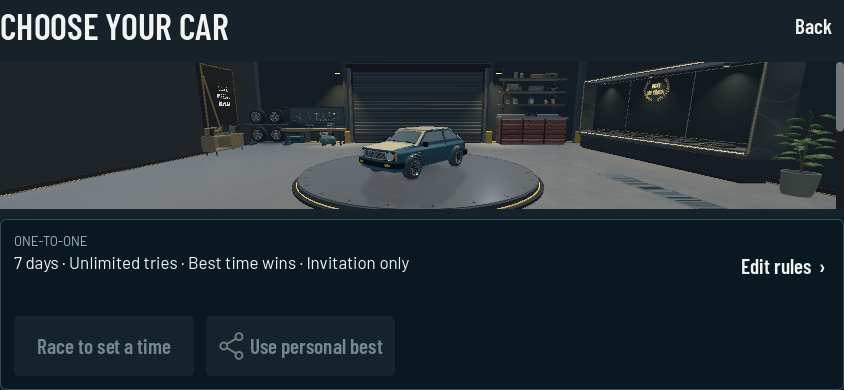 CHOOSE YOUR CAR
Back
ONE-TO-ONE
7 days · Unlimited tries · Best time wins · Invitation only
Edit rules ›
Race to set a time
Use personal best